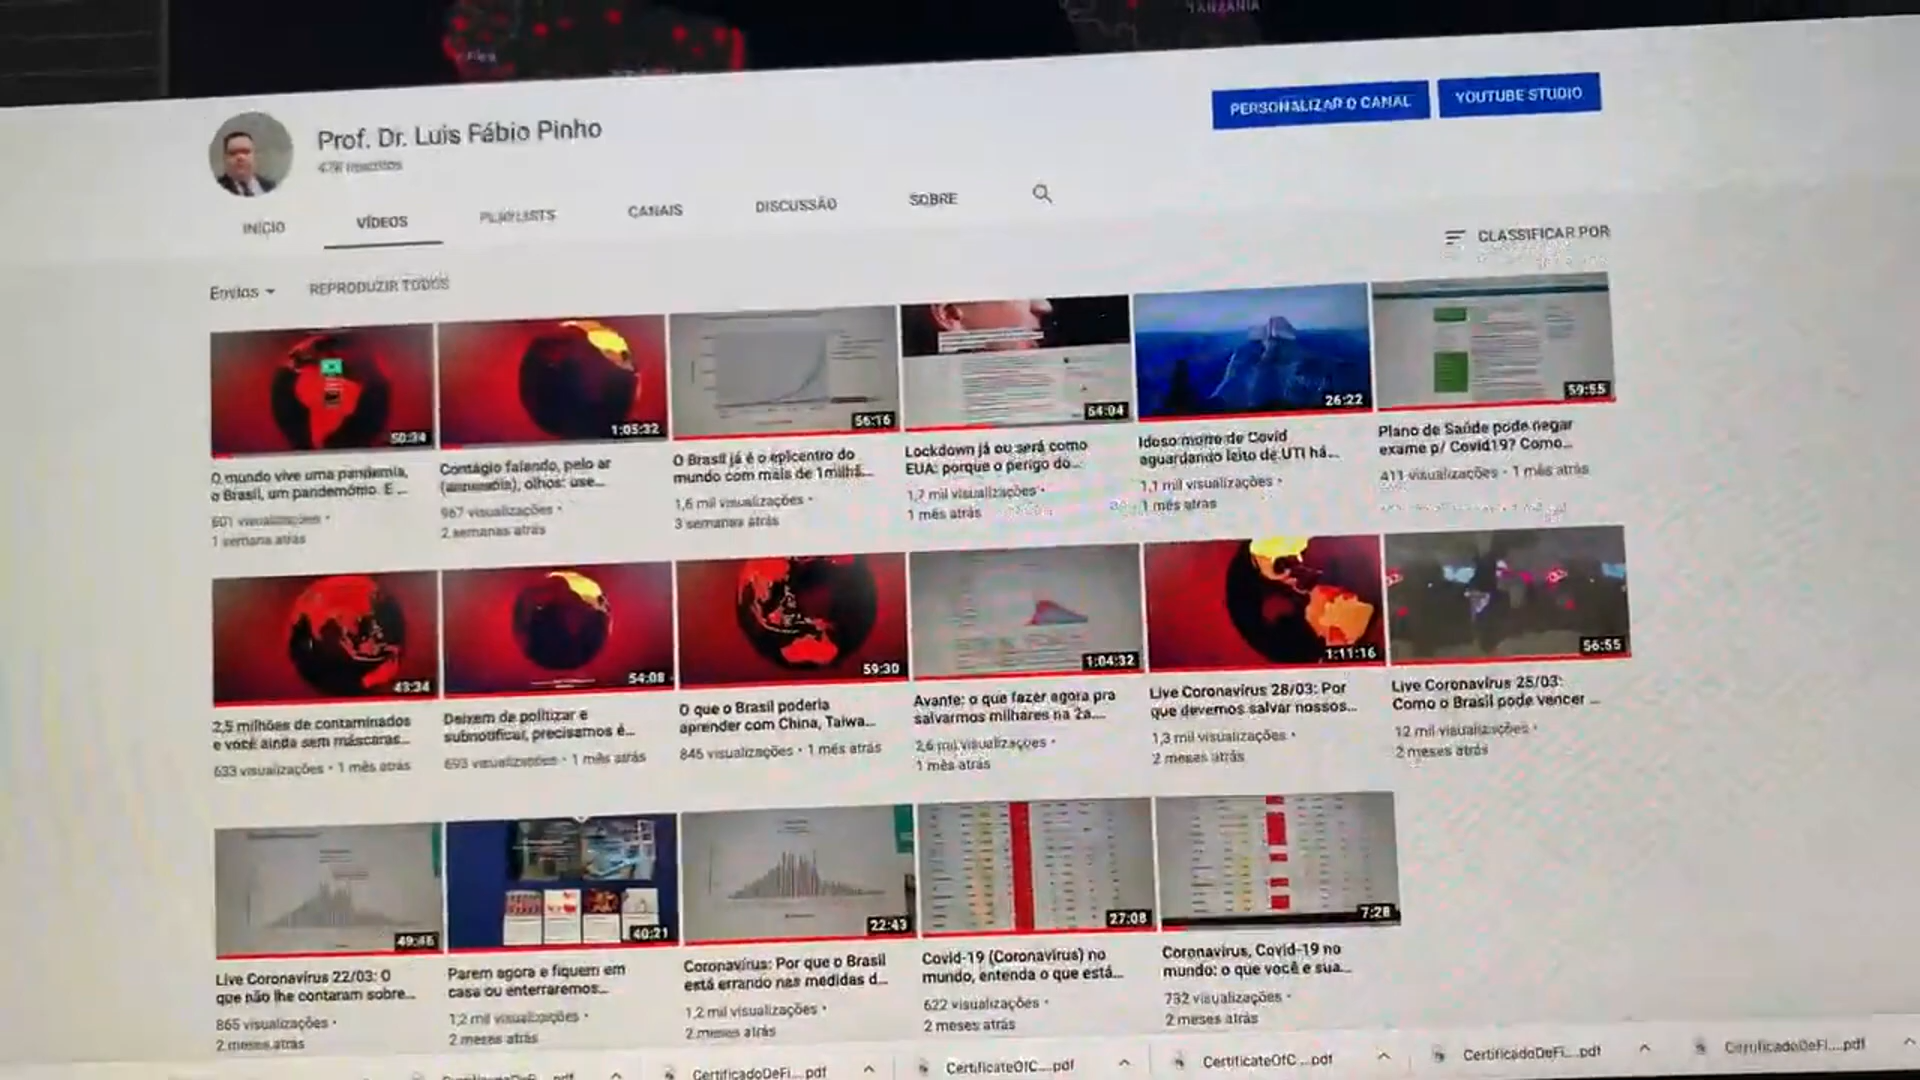 TANZANIA
Prof. Dr. Luis Fábio Pinho
PERSONALIZAR O CANAL
YOUTUBE STUDIO
INÍCIO
VÍDEOS
PLAYLISTS
CANAIS
DISCUSSÃO
SOBRE
CLASSIFICAR POR
Envios
REPRODUZIR TODOS
50:34
1:05:32
56:16
54:04
26:22
59:55
O mundo vive uma pandemia,
o Brasil, um pandemônio. E ...
601 visualizações •
1 semana atrás
Contágio falando, pelo ar
(amnesia), olhos: use...
967 visualizações •
2 semanas atrás
O Brasil já é o epicentro do
mundo com mais de 1milhã...
1,6 mil visualizações •
3 semanas atrás
Lockdown já ou será como
EUA: porque o perigo do...
1,7 mil visualizações •
1 mês atrás
Idoso morre de Covid
aguardando leito de UTI há...
1,1 mil visualizações •
1 mês atrás
Plano de Saúde pode negar
exame p/ Covid19? Como...
411 visualizações • 1 mês atrás
43:34
54:08
59:30
1:04:32
1:11:16
56:55
2,5 milhões de contaminados
e você ainda sem máscaras...
633 visualizações • 1 mês atrás
Deixem de politizar e
subnotificar, precisamos é...
693 visualizações • 1 mês atrás
O que o Brasil poderia
aprender com China, Taiwa...
845 visualizações • 1 mês atrás
Avante: o que fazer agora pra
salvarmos milhares na 2a....
2,6 mil visualizações •
1 mês atrás
Live Coronavírus 28/03: Por
que devemos salvar nossos...
1,3 mil visualizações •
2 meses atrás
Live Coronavírus 25/03:
Como o Brasil pode vencer ...
12 mil visualizações •
2 meses atrás
49:46
40:21
22:43
27:08
7:28
Live Coronavírus 22/03: O
que não lhe contaram sobre...
865 visualizações •
2 meses atrás
Parem agora e fiquem em
casa ou enterraremos...
1,2 mil visualizações •
2 meses atrás
Coronavírus: Por que o Brasil
está errando nas medidas d...
1,2 mil visualizações •
2 meses atrás
Covid-19 (Coronavírus) no
mundo, entenda o que está...
622 visualizações •
2 meses atrás
Coronavírus, Covid-19 no
mundo: o que você e sua...
732 visualizações •
2 meses atrás
CertificadoDeFi....pdf
CertificadoDeFi....pdf
CertificateOfC....pdf
CertificateOfC....pdf
CertificadoDeFi....pdf
CertificadoDeFi....pdf